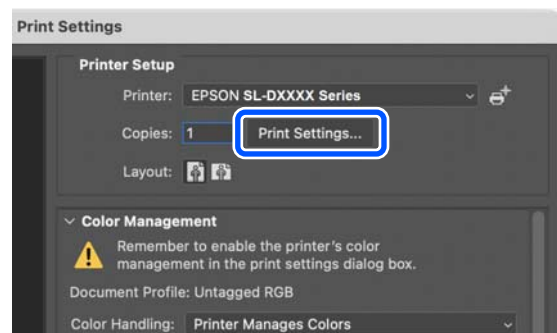 Print Settings
Printer Setup
Printer: EPSON SL-DXXXX Series
Copies: 1 Print Settings...
Layout:
Color Management
Remember to enable the printer's color
management in the print settings dialog box.
Document Profile: Untagged RGB
Color Handling: Printer Manages Colors